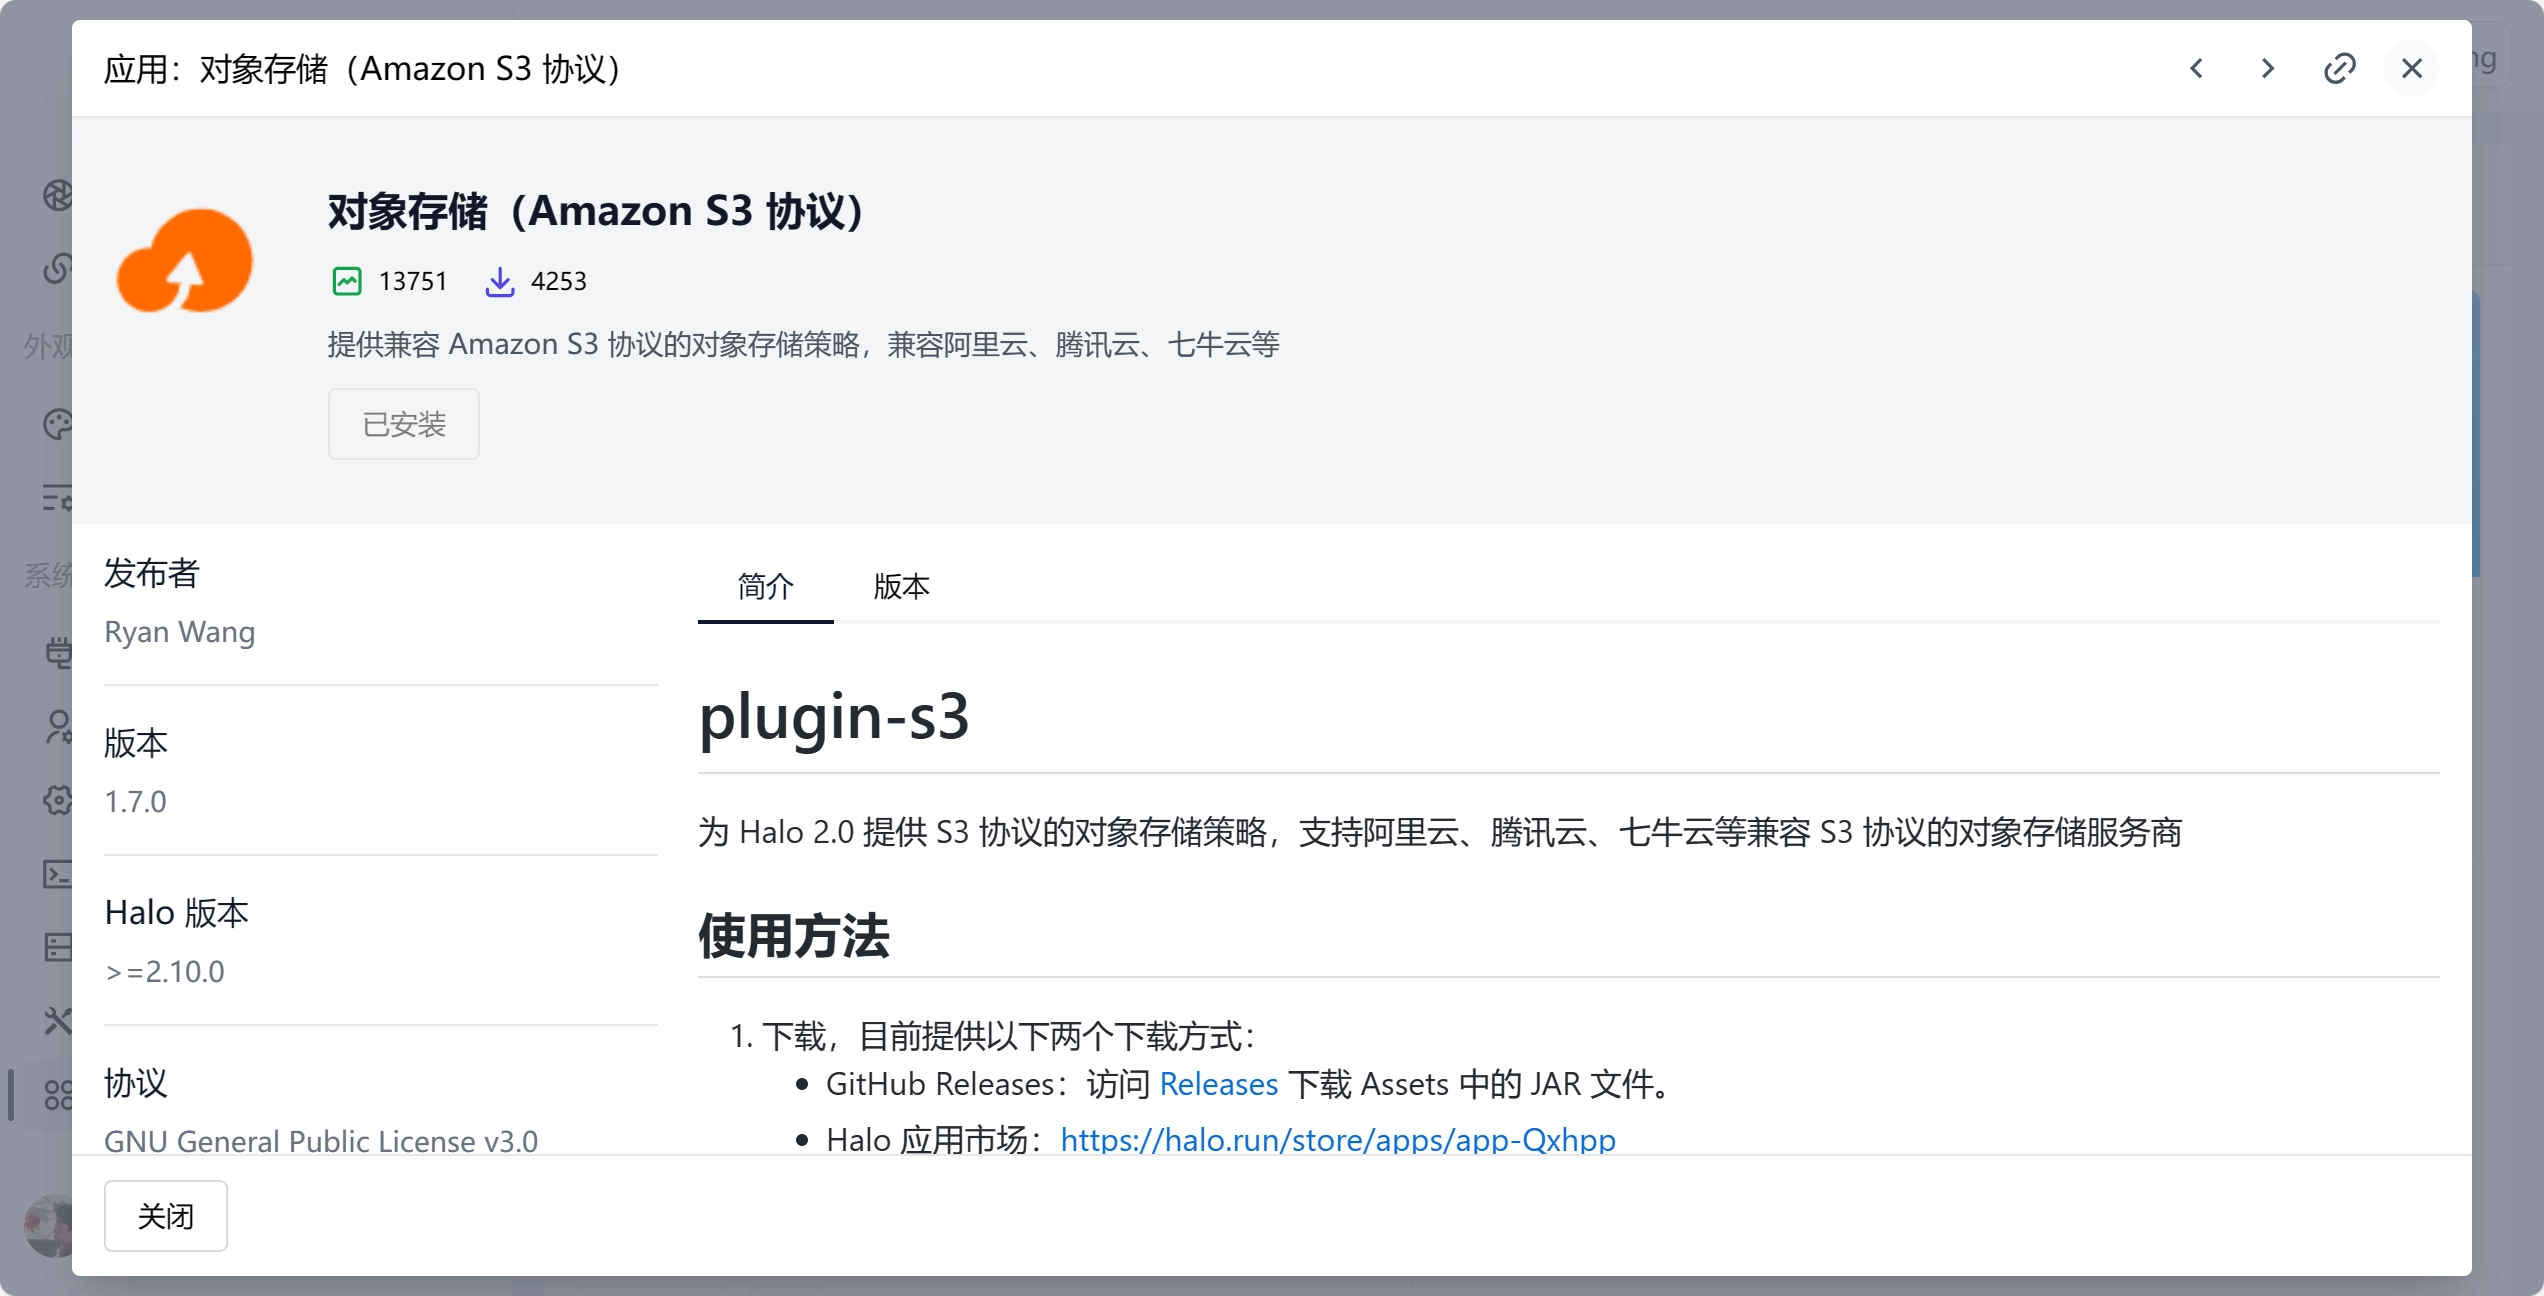 应用：对象存储（Amazon S3 协议）
ng
对象存储（Amazon S3 协议）
13751
4253
提供兼容 Amazon S3 协议的对象存储策略，兼容阿里云、腾讯云、七牛云等
已安装
外观
系统
发布者
Ryan Wang
版本
1.7.0
Halo 版本
>=2.10.0
协议
GNU General Public License v3.0
简介
版本
plugin-s3
为 Halo 2.0 提供 S3 协议的对象存储策略，支持阿里云、腾讯云、七牛云等兼容 S3 协议的对象存储服务商
使用方法
1. 下载，目前提供以下两个下载方式：
• GitHub Releases：访问 Releases 下载 Assets 中的 JAR 文件。
• Halo 应用市场：https://halo.run/store/apps/app-Qxhpp
关闭